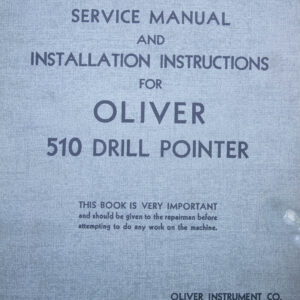 SERVICE MANUAL
AND
INSTALLATION INSTRUCTIONS
FOR
OLIVER
510 DRILL POINTER
THIS BOOK IS VERY IMPORTANT
and should be given to the repairman before
attempting to do any work on the machine.
OLIVER INSTRUMENT CO.